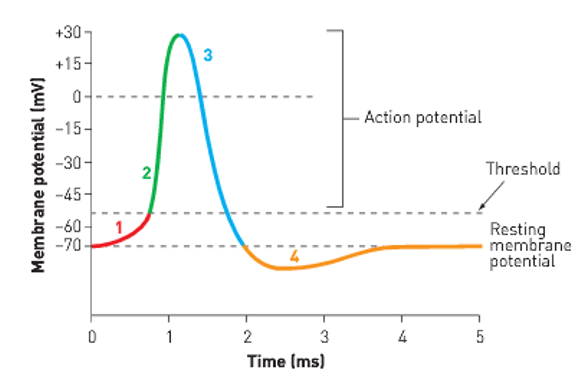 +30
+15
0
–15
–30
–45
–60
–70
Membrane potential (mV)
1
2
3
4
Action potential
Threshold
Resting
membrane
potential
0 1 2 3 4 5
Time (ms)